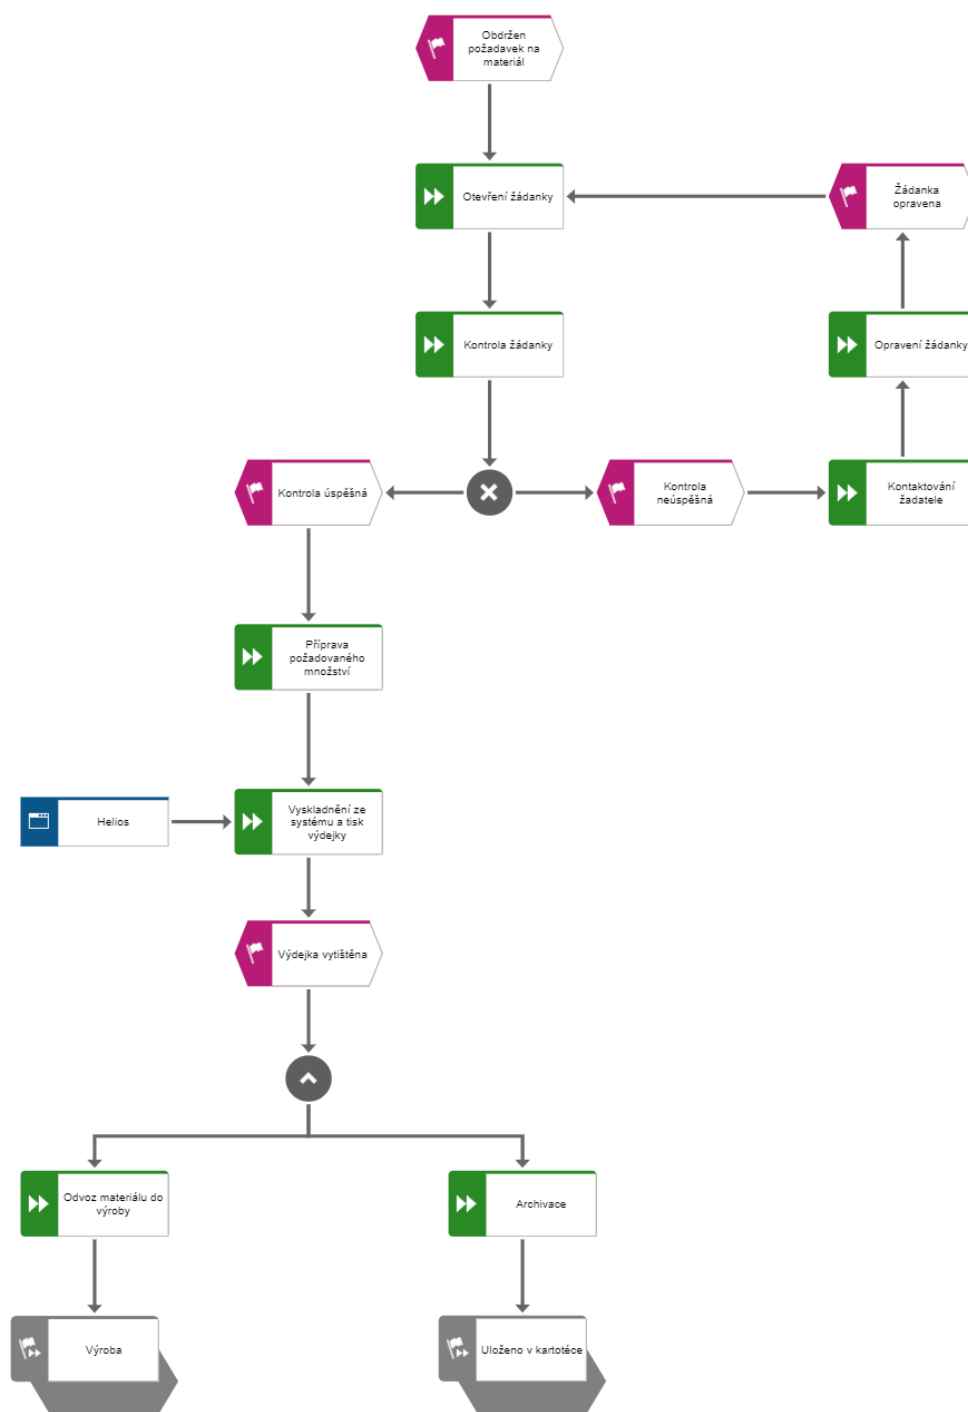 Obdržen
požadavek na
materiál
Otevření žádanky
Žádanka
opravena
Kontrola žádanky
Opravení žádanky
Kontrola úspěšná
Kontrola
neúspěšná
Kontaktování
žadatele
Příprava
požadovaného
množství
Helios
Vyskladnění ze
systému a tisk
výdejky
Výdejka vytištěna
Odvoz materiálu do
výroby
Archivace
Výroba
Uloženo v kartotéce